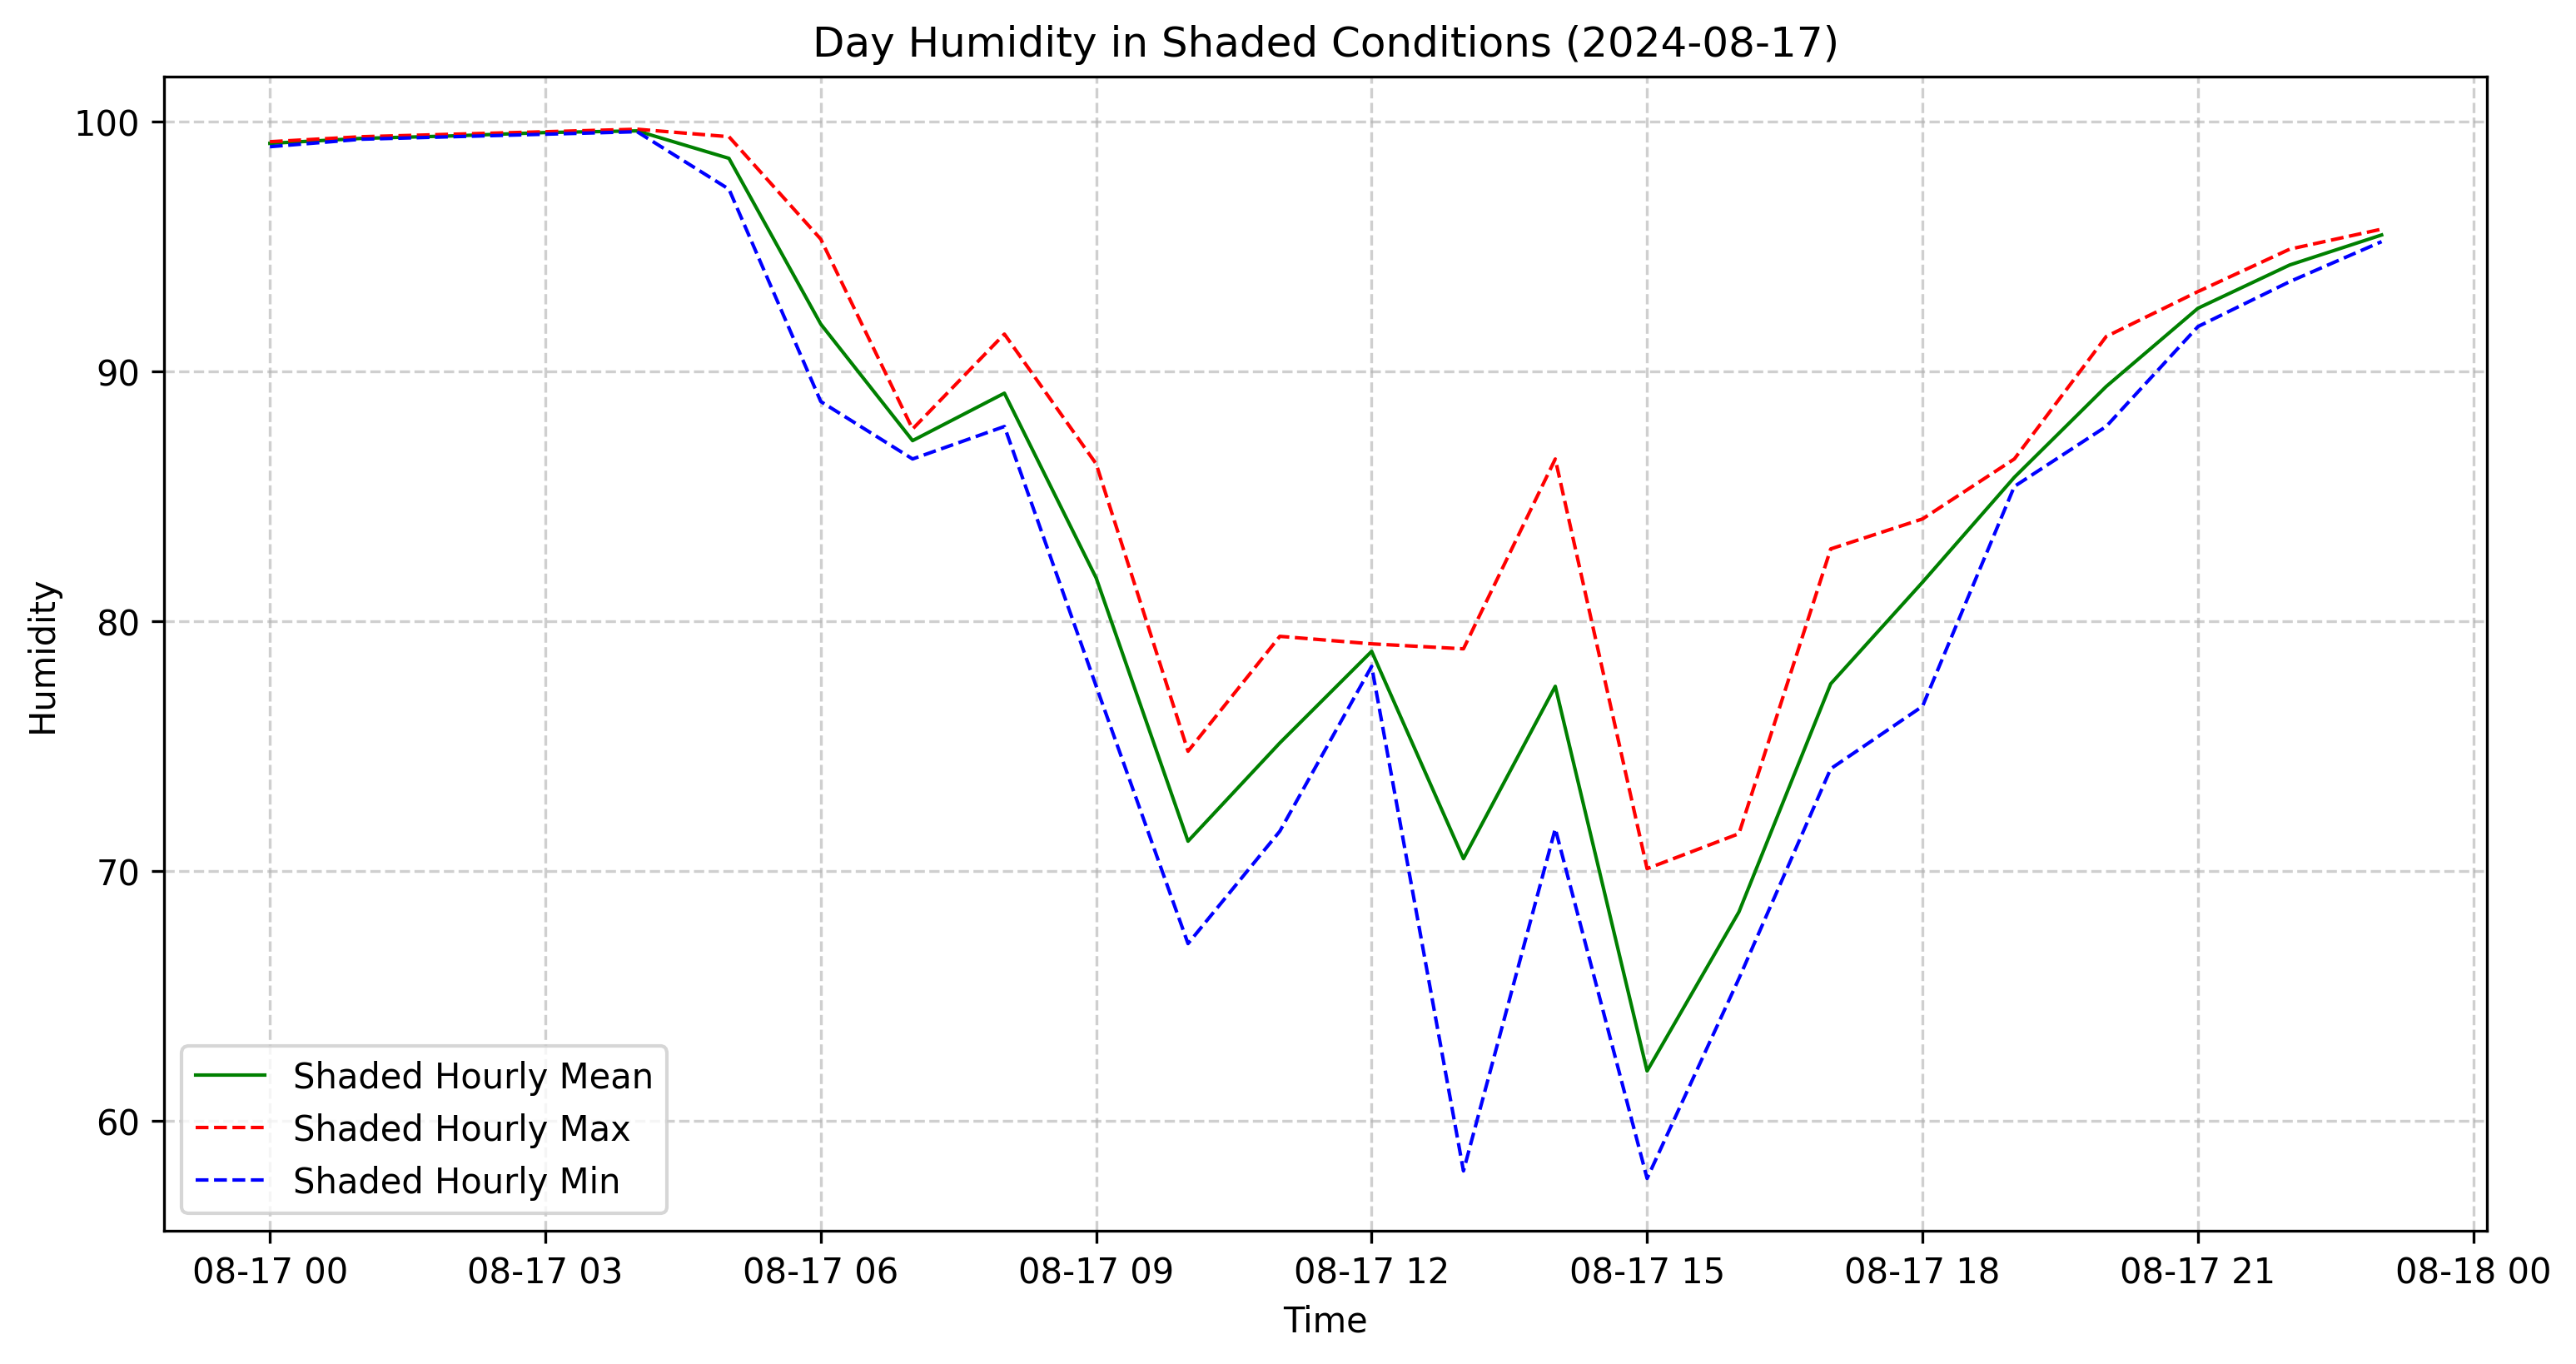 Day Humidity in Shaded Conditions (2024-08-17)
100
90
80
70
60
Humidity
Shaded Hourly Mean
Shaded Hourly Max
Shaded Hourly Min
08-17 00 08-17 03 08-17 06 08-17 09 08-17 12 08-17 15 08-17 18 08-17 21 08-18 00
Time